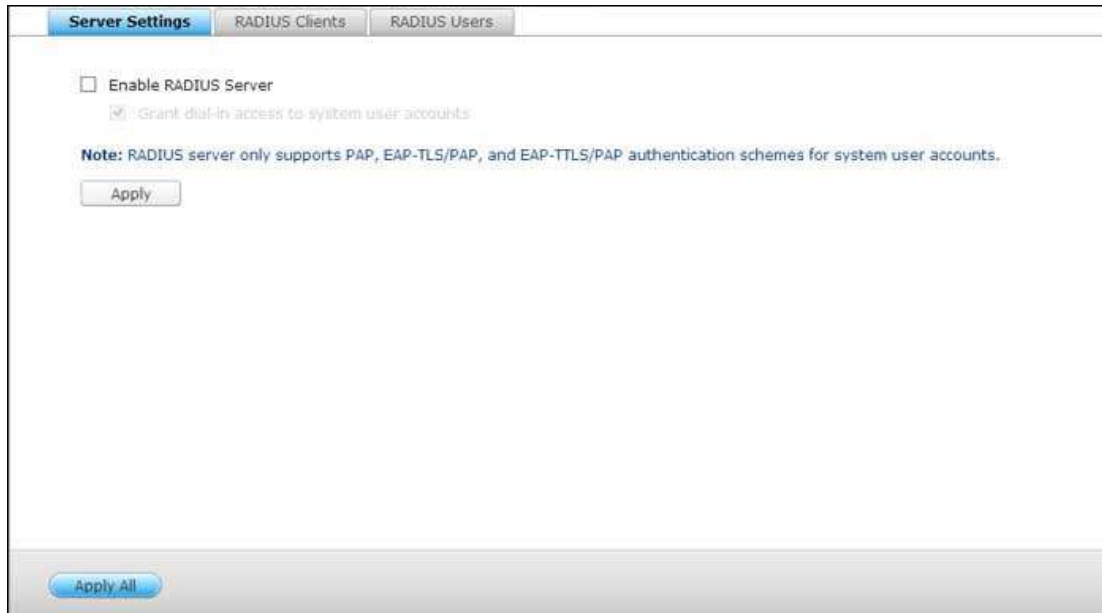 Server Settings RADIUS Clients RADIUS Users
Enable RADIUS Server
Grant dial-in access to system user accounts
Note: RADIUS server only supports PAP, EAP-TLS/PAP, and EAP-TTLS/PAP authentication schemes for system user accounts.
Apply
Apply All